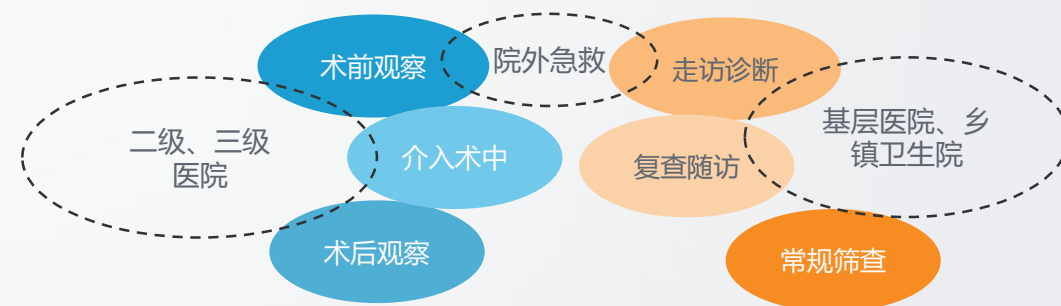 术前观察
院外急救
走访诊断
二级、三级
医院
介入术中
复查随访
基层医院、乡
镇卫生院
术后观察
常规筛查